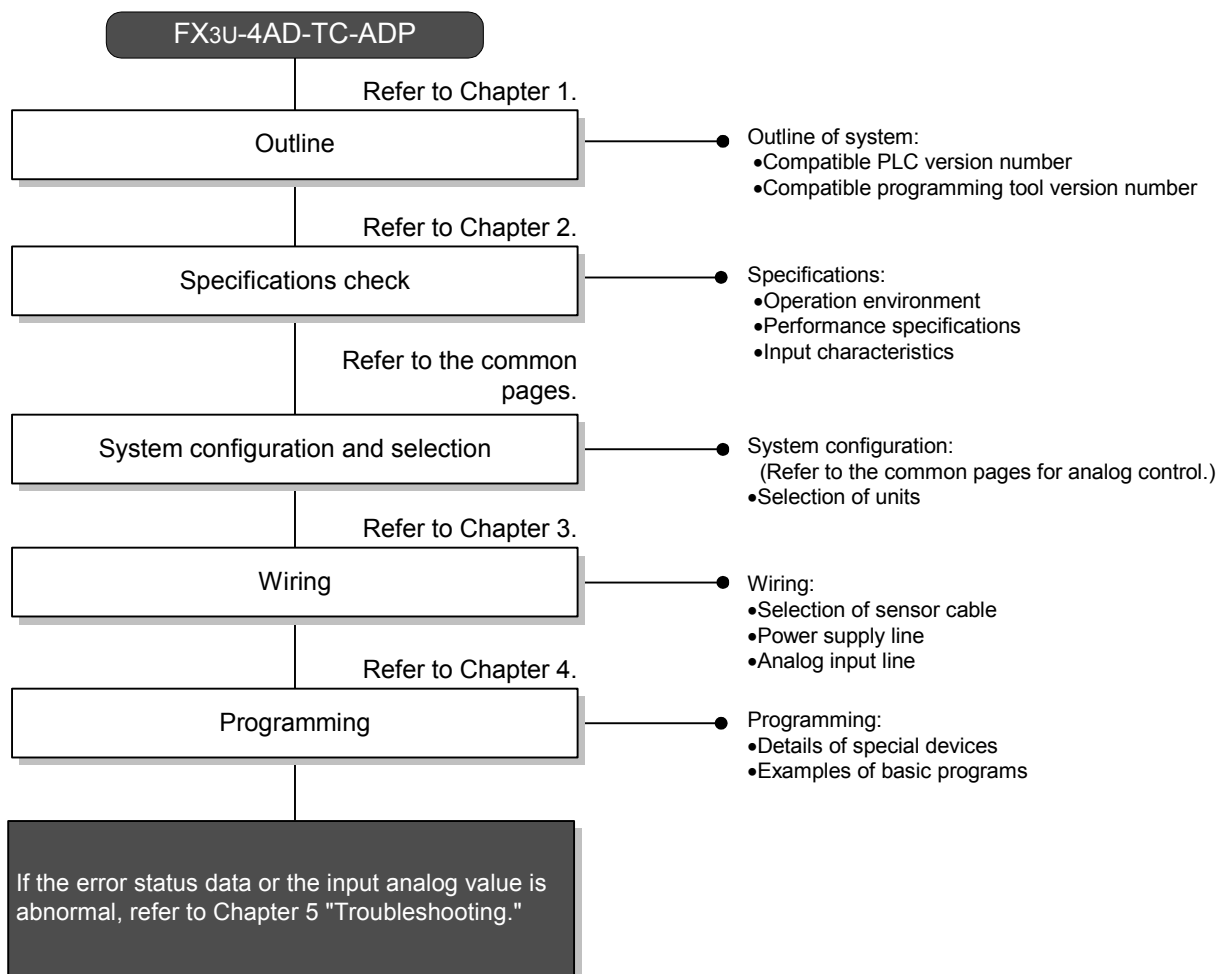 FX3U-4AD-TC-ADP
Refer to Chapter 1.
Outline
Outline of system:
•Compatible PLC version number
•Compatible programming tool version number
Refer to Chapter 2.
Specifications check
Specifications:
•Operation environment
•Performance specifications
•Input characteristics
Refer to the common
pages.
System configuration and selection
System configuration:
(Refer to the common pages for analog control.)
•Selection of units
Refer to Chapter 3.
Wiring
Wiring:
•Selection of sensor cable
•Power supply line
•Analog input line
Refer to Chapter 4.
Programming
Programming:
•Details of special devices
•Examples of basic programs
If the error status data or the input analog value is
abnormal, refer to Chapter 5 "Troubleshooting."